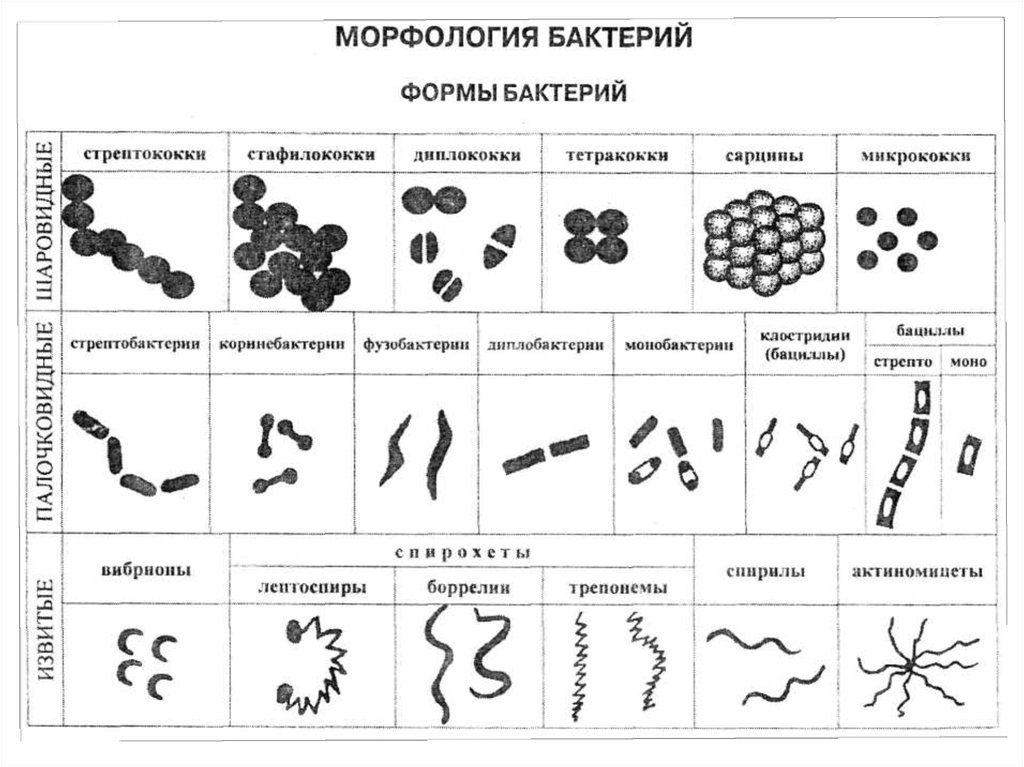 МОРФОЛОГИЯ БАКТЕРИЙ
ФОРМЫ БАКТЕРИЙ
ШАРОВИДНЫЕ
стрептококки
стафилококки
диплококки
тетракокки
сарцины
микрококки
ПАЛОЧКОВИДНЫЕ
стрептобактерии
коринебактерии
фузобактерии
диплобактерии
монобактерии
клостридии
(бациллы)
бациллы
стрепто
моно
ИЗВИТЫЕ
вибрионы
спирохеты
лептоспиры
боррелии
трепонемы
спирилы
актиномицеты